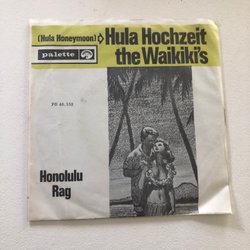 (Hula Honeymoon) Hula Hochzeit
palette the Waikiki's
Honolulu
Rag